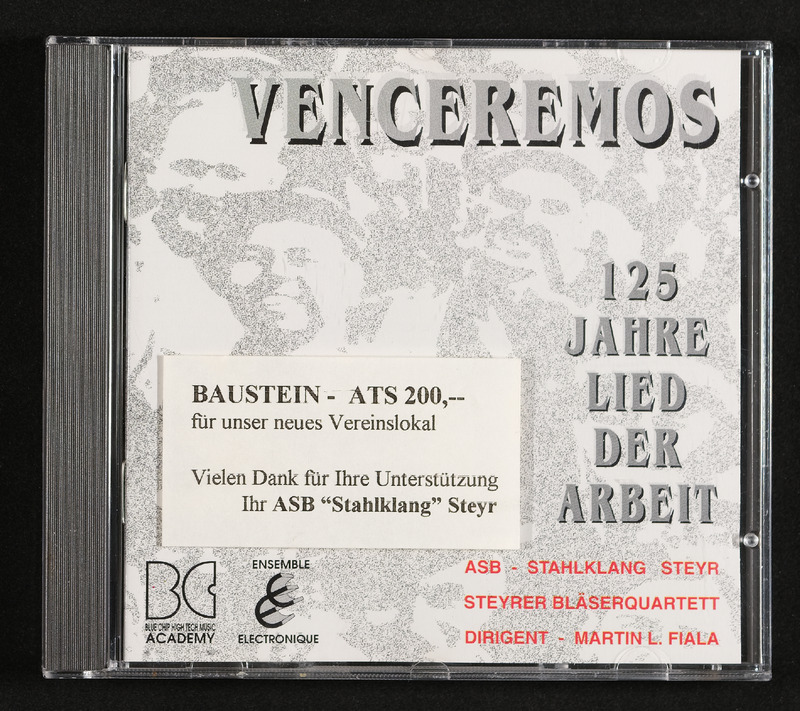 VENCEREMOS
125
JAHRE
LIED
DER
ARBEIT
BAUSTEIN - ATS 200,--
für unser neues Vereinslokal
Vielen Dank für Ihre Unterstützung
Ihr ASB “Stahlklang” Steyr
BC
BLUE CHIP HIGH TECH MUSIC
ACADEMY
ENSEMBLE
ELECTRONIQUE
ASB - STAHLKLANG STEYR
STEYRER BLÄSERQUARTETT
DIRIGENT - MARTIN L. FIALA